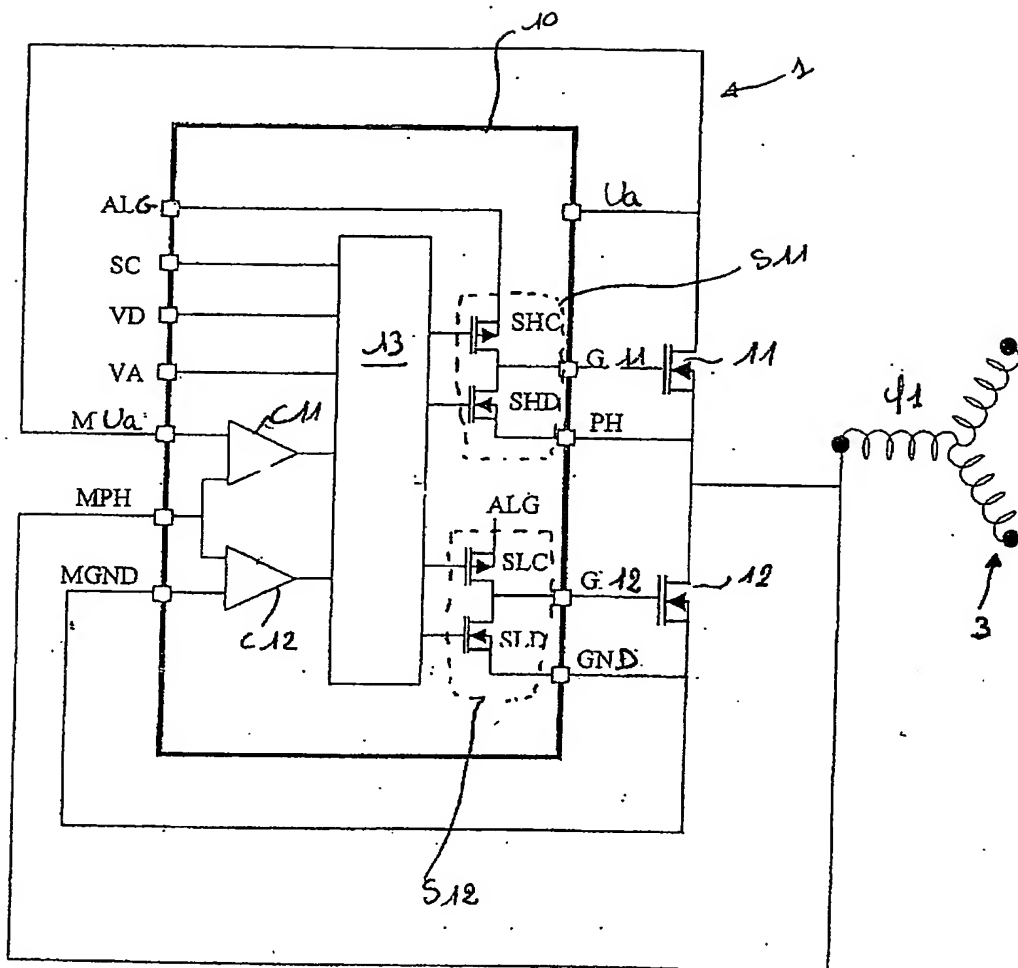 10
1
ALG
Ua
SC
S11
VD
SHC
13
G 11
11
VA
SHD
φ1
M Ua
C11
PH
MPH
ALG
SLC
MGND
G 12
12
C12
SLD
3
GND
S12